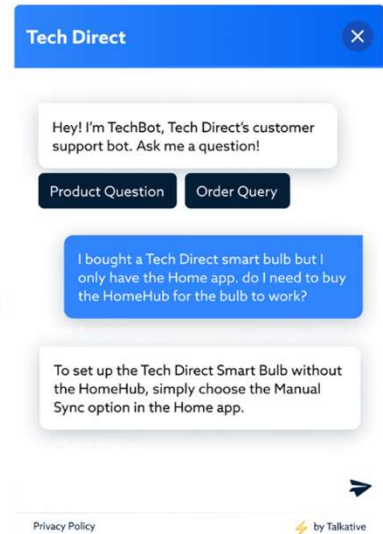 Tech Direct
Hey! I'm TechBot, Tech Direct's customer
support bot. Ask me a question!
Product Question Order Query
I bought a Tech Direct smart bulb but I
only have the Home app. do I need to buy
the HomeHub for the bulb to work?
To set up the Tech Direct Smart Bulb without
the HomeHub, simply choose the Manual
Sync option in the Home app.
Privacy Policy by Talkative